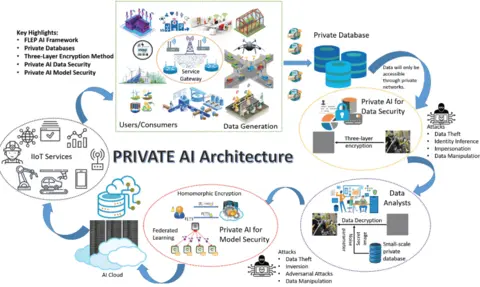 Key Highlights:
• FLEP AI Framework
• Private Databases
• Three-Layer Encryption Method
• Private AI Data Security
• Private AI Model Security
Service
Gateway
Users/Consumers
Data Generation
Private Database
Data will only be
accessible
through private
networks.
Private AI for
Data Security
Three-layer
encryption
Attacks
• Data Theft
• Identity Inference
• Impersonation
• Data Manipulation
IIoT Services
PRIVATE AI Architecture
Homomorphic Encryption
Federated
Learning
Private AI for
Model Security
AI Cloud
Attacks
• Data Theft
• Inversion
• Adversarial Attacks
• Data Manipulation
Data
Analysts
Data Decryption
Secret
image
Initial
parameter
Small-scale
private
database